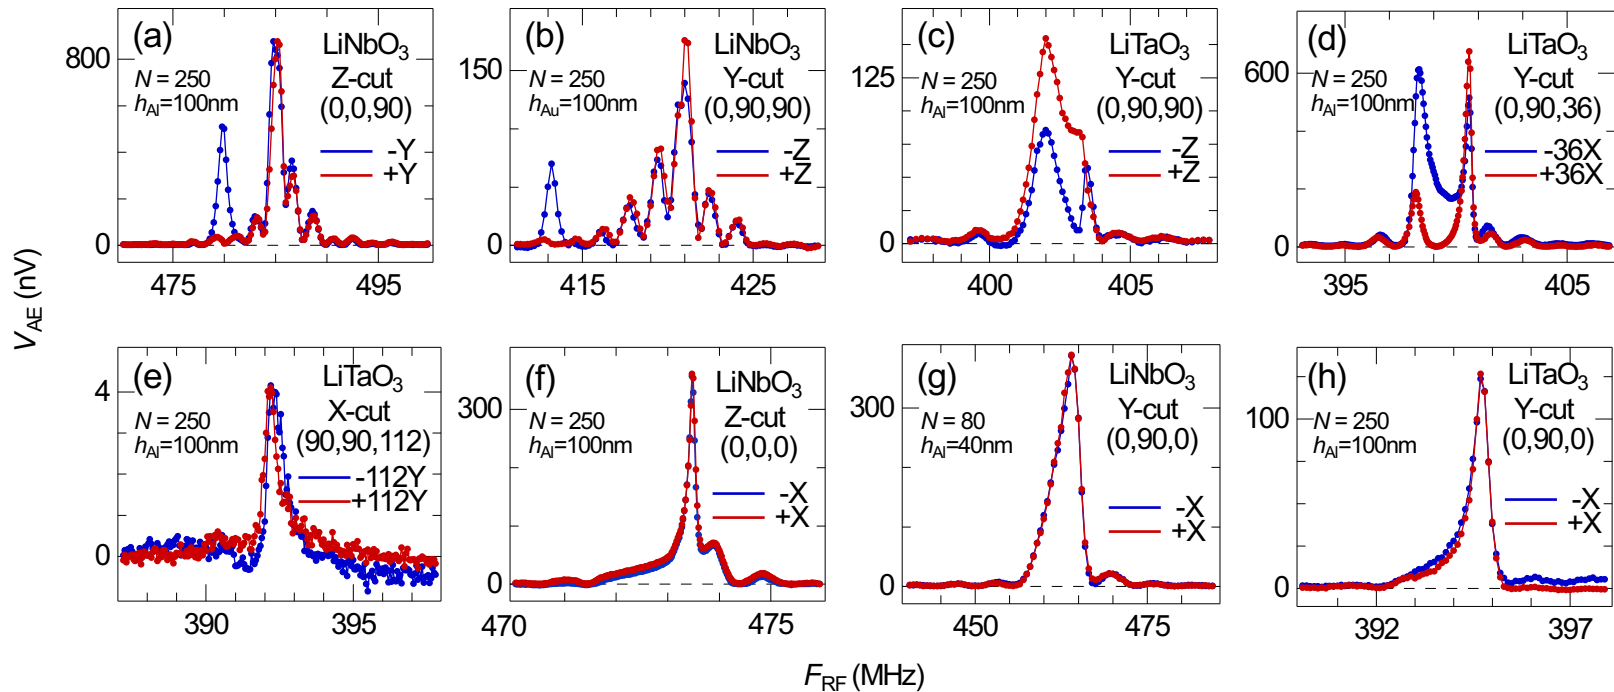 (a)
LiNbO3
Z-cut
(0,0,90)
N = 250
hAl=100nm
-Y
+Y
800
0
475
495
(b)
LiNbO3
Y-cut
(0,90,90)
N = 250
hAu=100nm
-Z
+Z
150
0
415
425
(c)
LiTaO3
Y-cut
(0,90,90)
N = 250
hAl=100nm
-Z
+Z
125
0
400
405
(d)
LiTaO3
Y-cut
(0,90,36)
N = 250
hAl=100nm
-36X
+36X
600
0
395
405
VAE (nV)
(e)
LiTaO3
X-cut
(90,90,112)
N = 250
hAl=100nm
-112Y
+112Y
4
0
390
395
(f)
LiNbO3
Z-cut
(0,0,0)
N = 250
hAl=100nm
-X
+X
300
0
470
475
(g)
LiNbO3
Y-cut
(0,90,0)
N = 80
hAl=40nm
-X
+X
300
0
450
475
(h)
LiTaO3
Y-cut
(0,90,0)
N = 250
hAl=100nm
-X
+X
100
0
392
397
FRF (MHz)